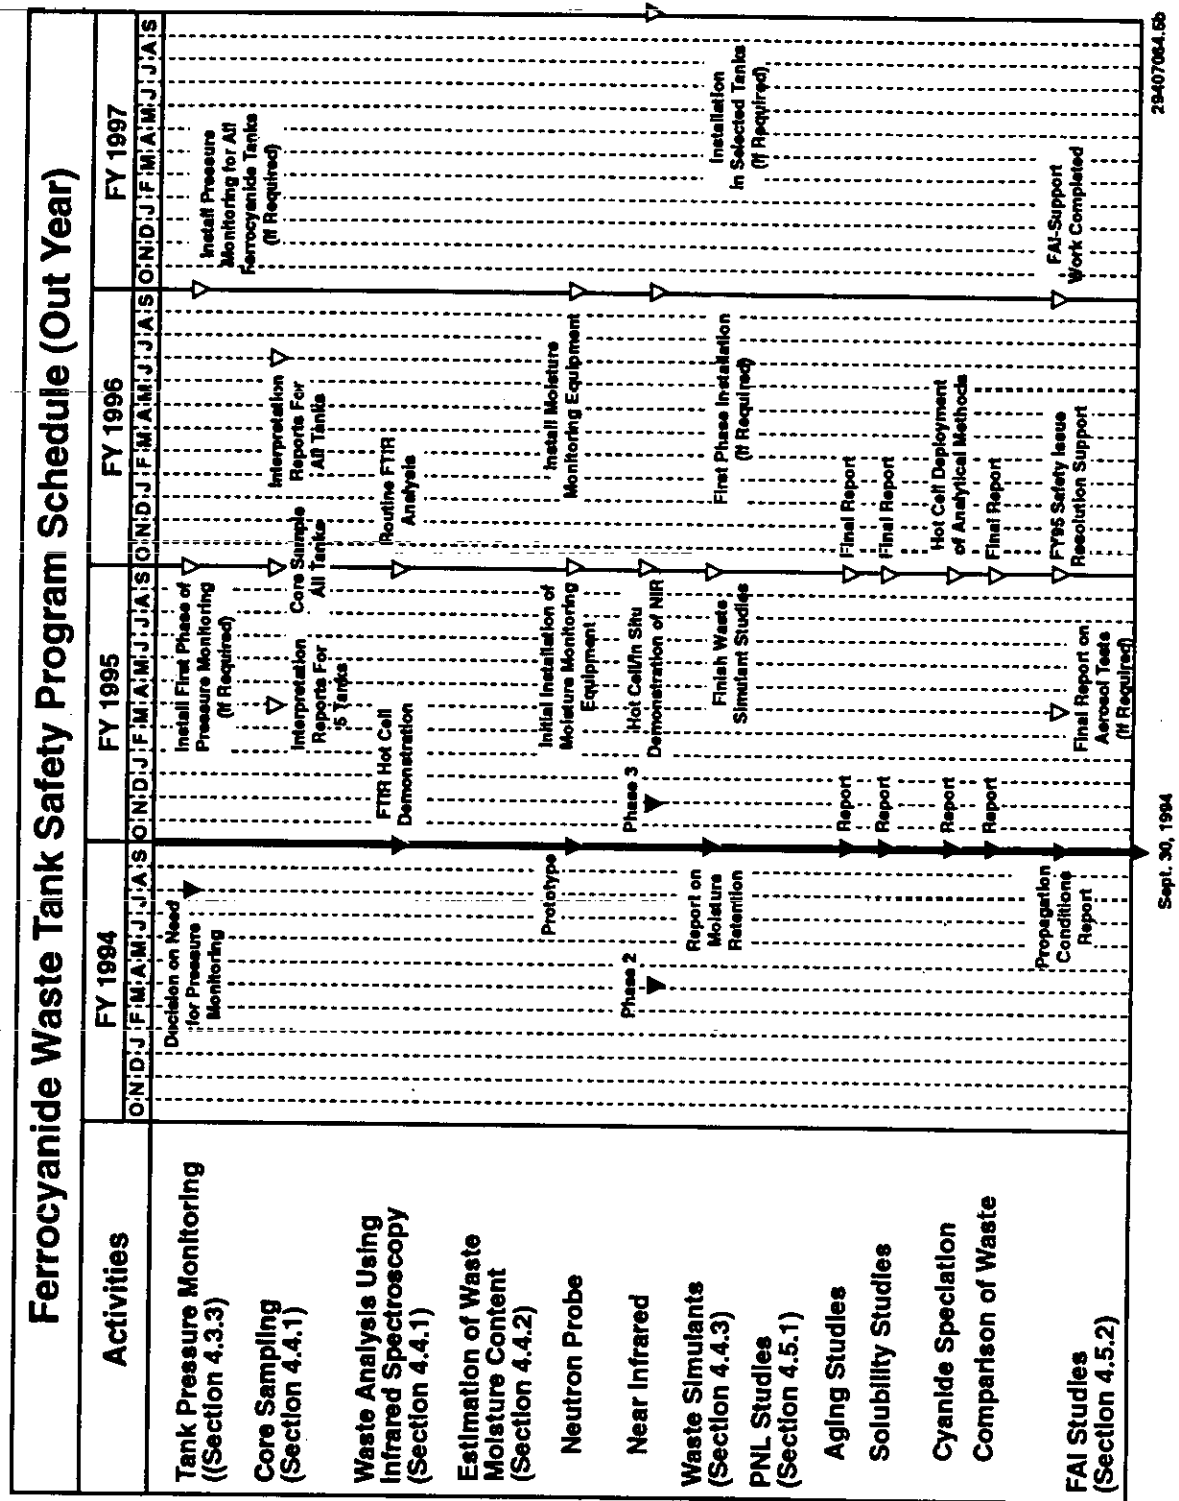 Ferrocyanide Waste Tank Safety Program Schedule (Out Year)
Activities
FY 1994
FY 1995
FY 1996
FY 1997
O N D J F M A M J J A S
O N D J F M A M J J A S
O N D J F M A M J J A S
O N D J F M A M J J A S
Tank Pressure Monitoring
((Section 4.3.3)
Decision on Need
for Pressure
Monitoring
Install First Phase of
Pressure Monitoring
(If Required)
Install Pressure
Monitoring for All
Ferrocyanide Tanks
(If Required)
Core Sampling
(Section 4.4.1)
Interpretation
Reports For
5 Tanks
Core Sample
All Tanks
Interpretation
Reports For
All Tanks
Waste Analysis Using
Infrared Spectroscopy
(Section 4.4.1)
FTIR Hot Cell
Demonstration
Routine FTIR
Analysis
Estimation of Waste
Moisture Content
(Section 4.4.2)
Neutron Probe
Prototype
Initial Installation of
Moisture Monitoring
Equipment
Install Moisture
Monitoring Equipment
Near Infrared
Phase 2
Phase 3
Hot Cell/In Situ
Demonstration of NIR
First Phase Installation
(If Required)
Installation
in Selected Tanks
(If Required)
Waste Simulants
(Section 4.4.3)
Report on
Moisture
Retention
Finish Waste
Simulant Studies
PNL Studies
(Section 4.5.1)
Aging Studies
Report
Final Report
Solubility Studies
Report
Final Report
Cyanide Speciation
Report
Hot Cell Deployment
of Analytical Methods
Comparison of Waste
Report
Final Report
FAI Studies
(Section 4.5.2)
Propagation
Conditions
Report
Final Report on
Aerosol Tests
(If Required)
FY95 Safety Issue
Resolution Support
FAI-Support
Work Completed
Sept. 30, 1994
29407064.5b